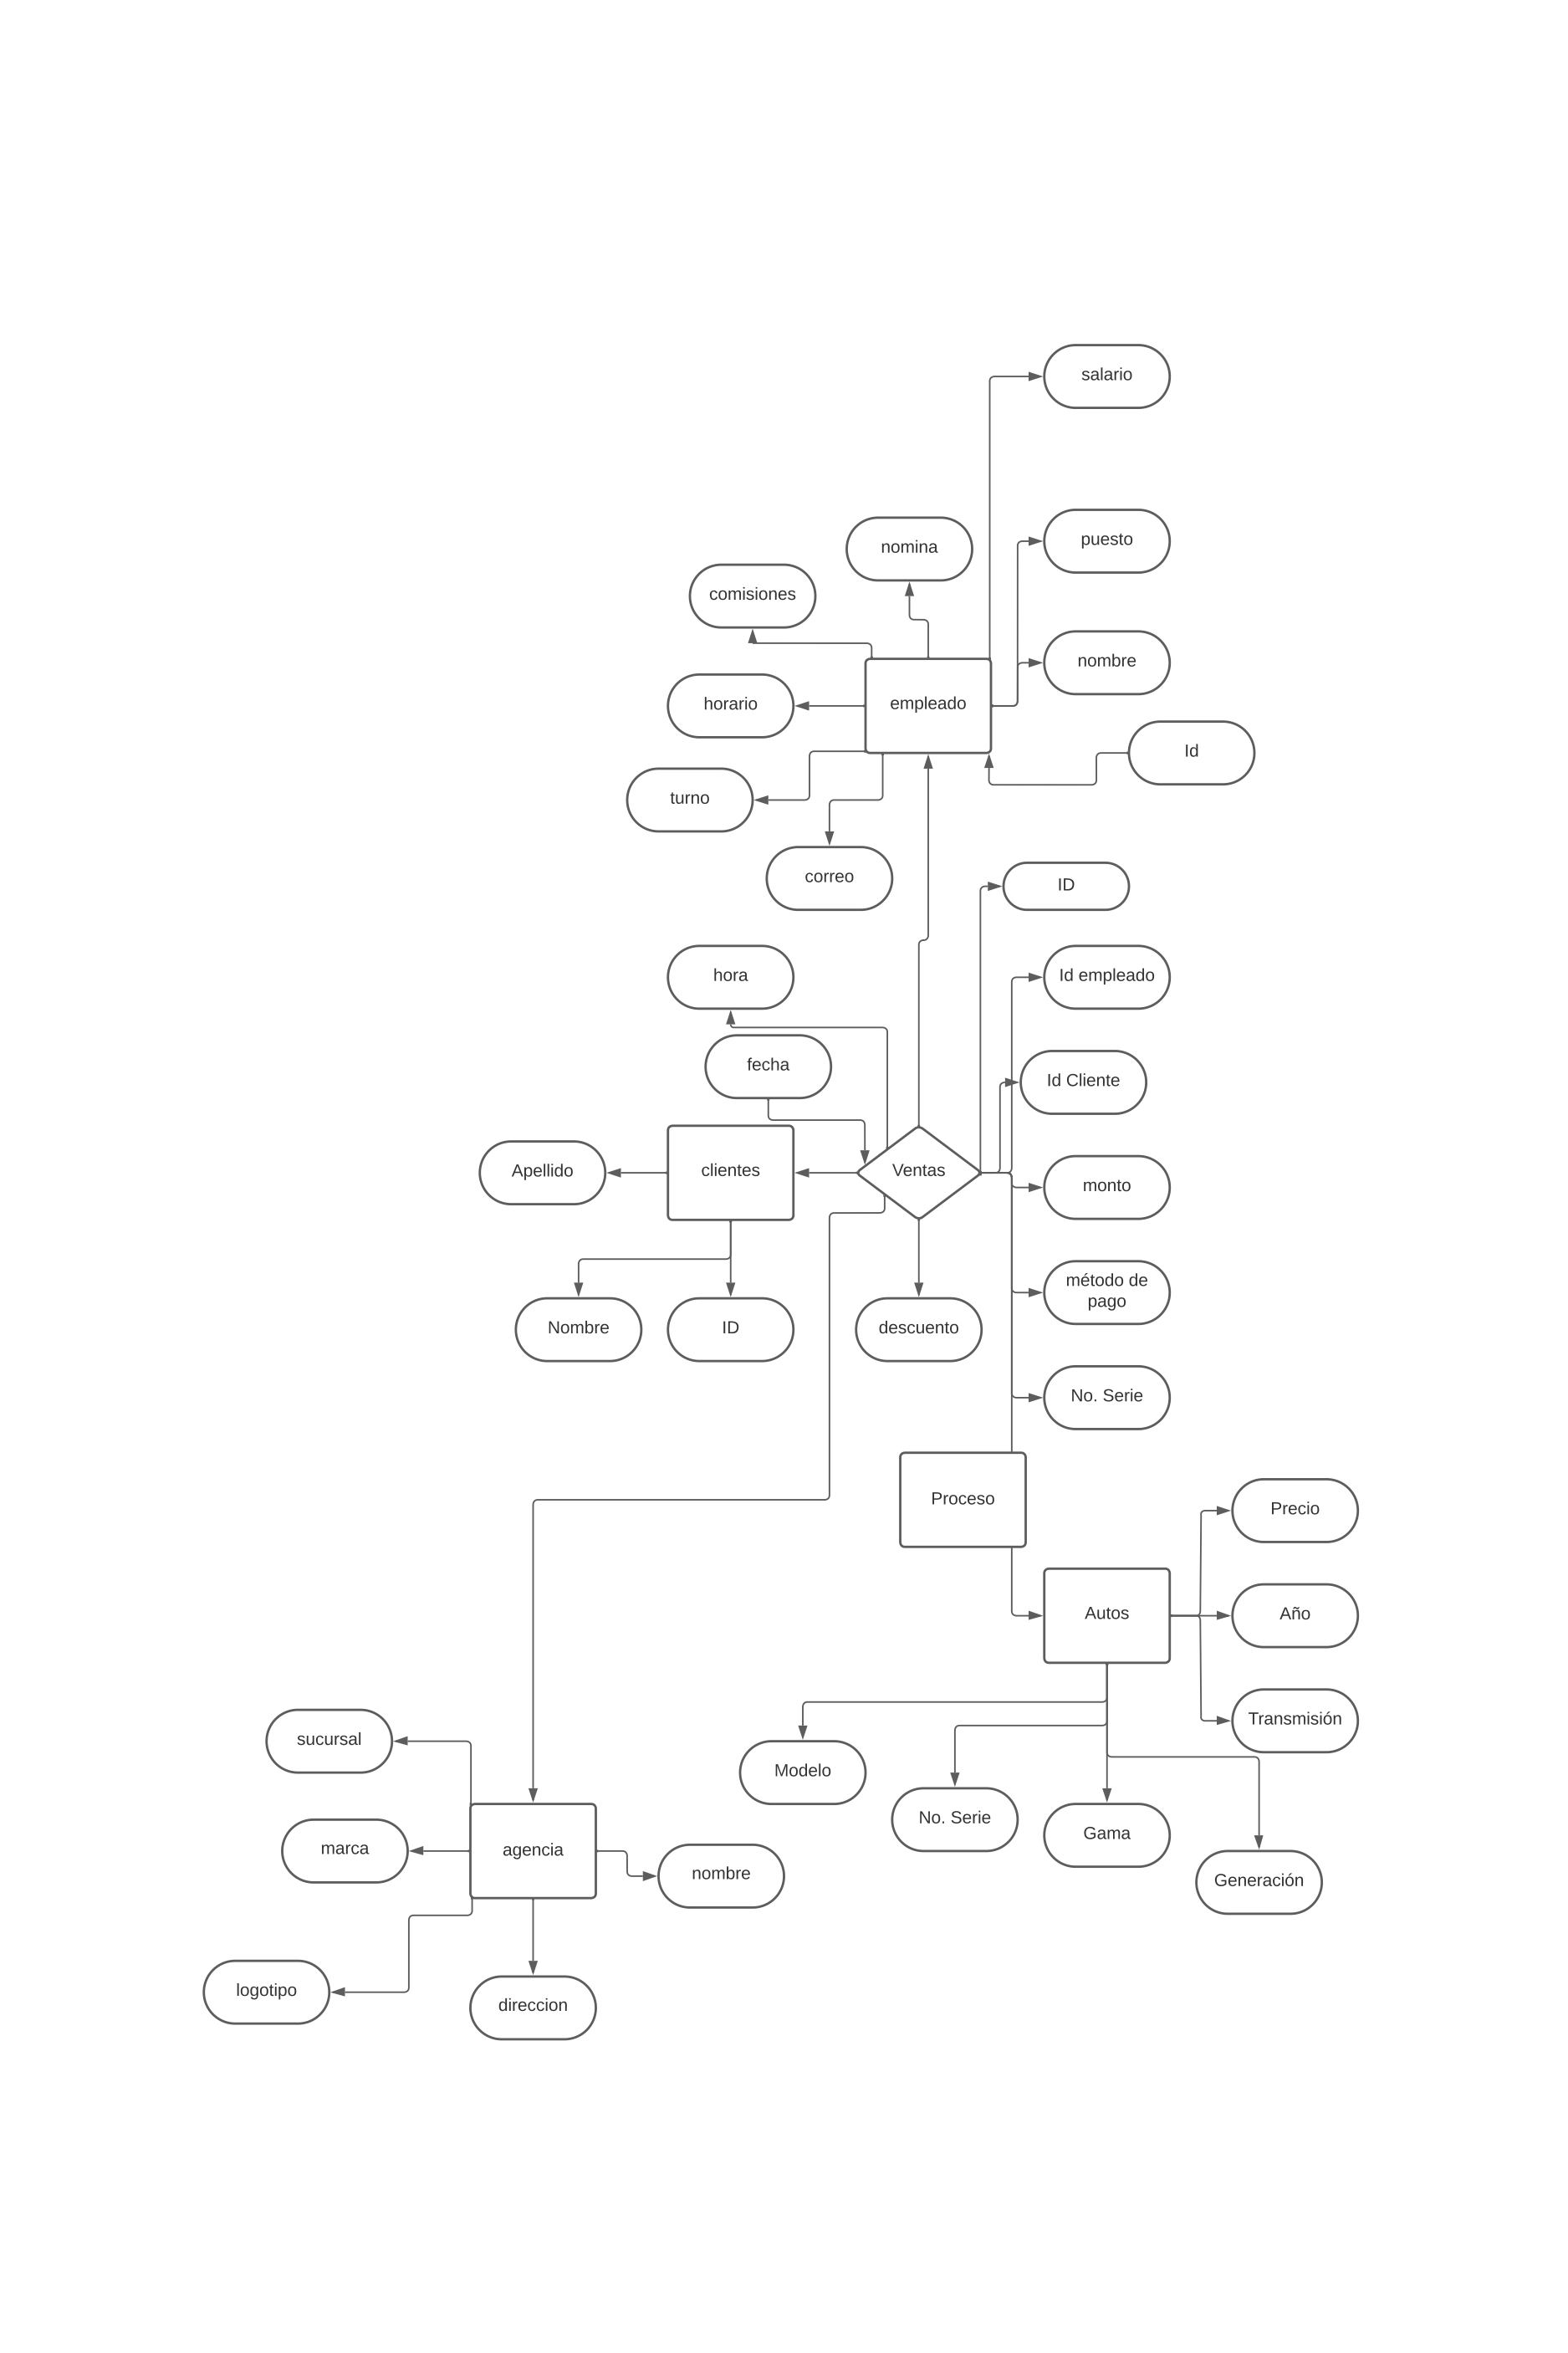 salario
puesto
nomina
comisiones
nombre
empleado
horario
Id
turno
correo
ID
hora
Id empleado
fecha
Id Cliente
Apellido
clientes
Ventas
monto
método de
pago
Nombre
ID
descuento
No. Serie
Proceso
Precio
Autos
Año
Transmisión
sucursal
Modelo
No. Serie
Gama
marca
agencia
nombre
Generación
logotipo
direccion